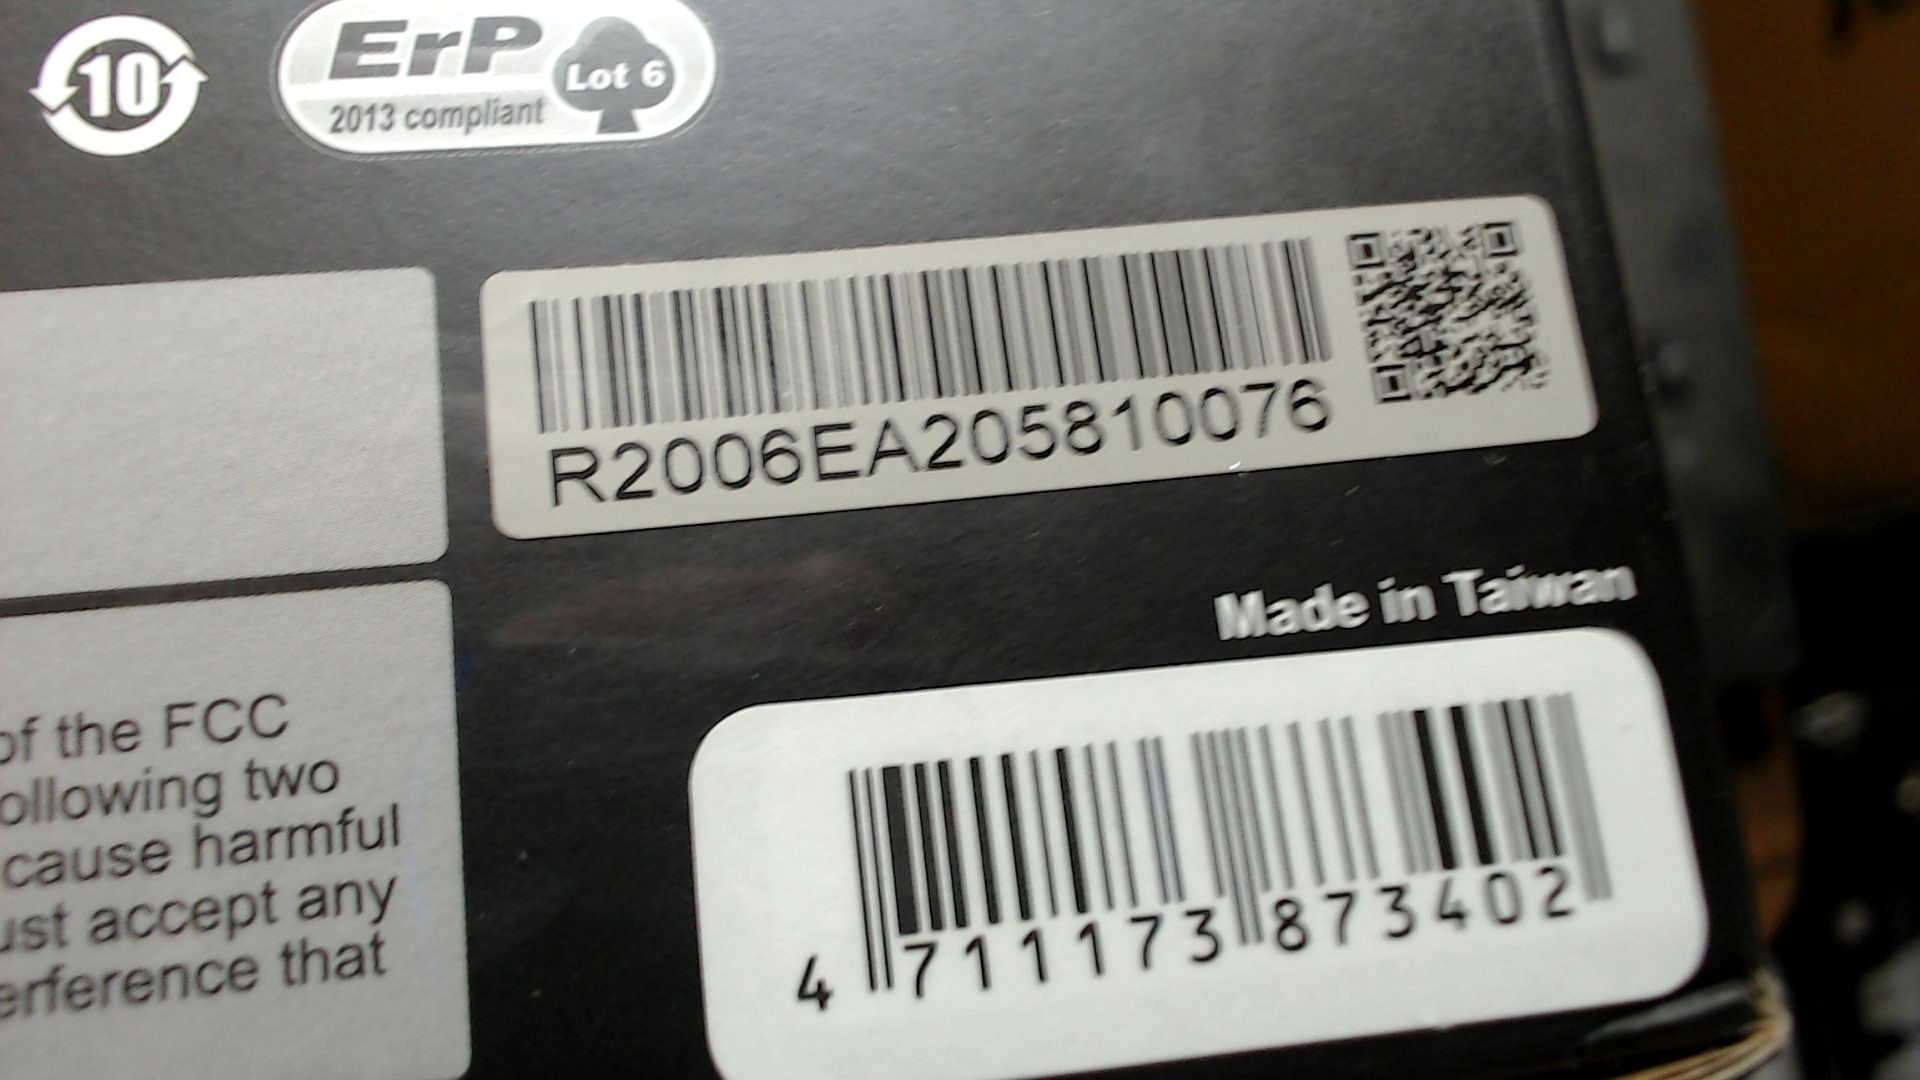 10
ErP
Lot 6
2013 compliant
R2006EA205810076
Made in Taiwan
of the FCC
ollowing two
cause harmful
ust accept any
erference that
4 711173 873402